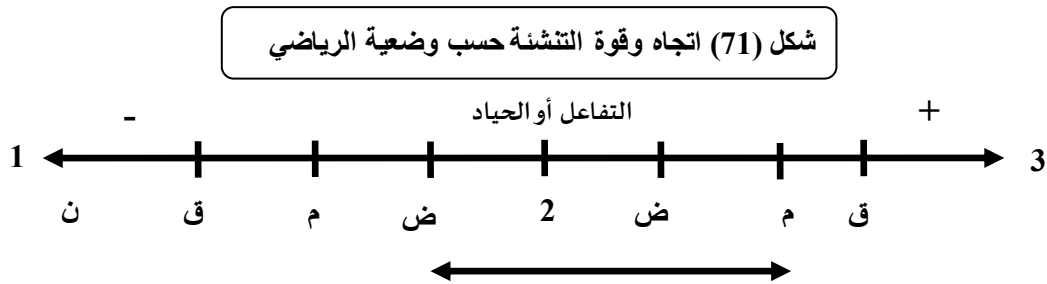 شكل (71) اتجاه وقوة التنشئة حسب وضعية الرياضي
+ التفاعل أو الحياد -
3 1
ق م ض 2 ض م ق ن